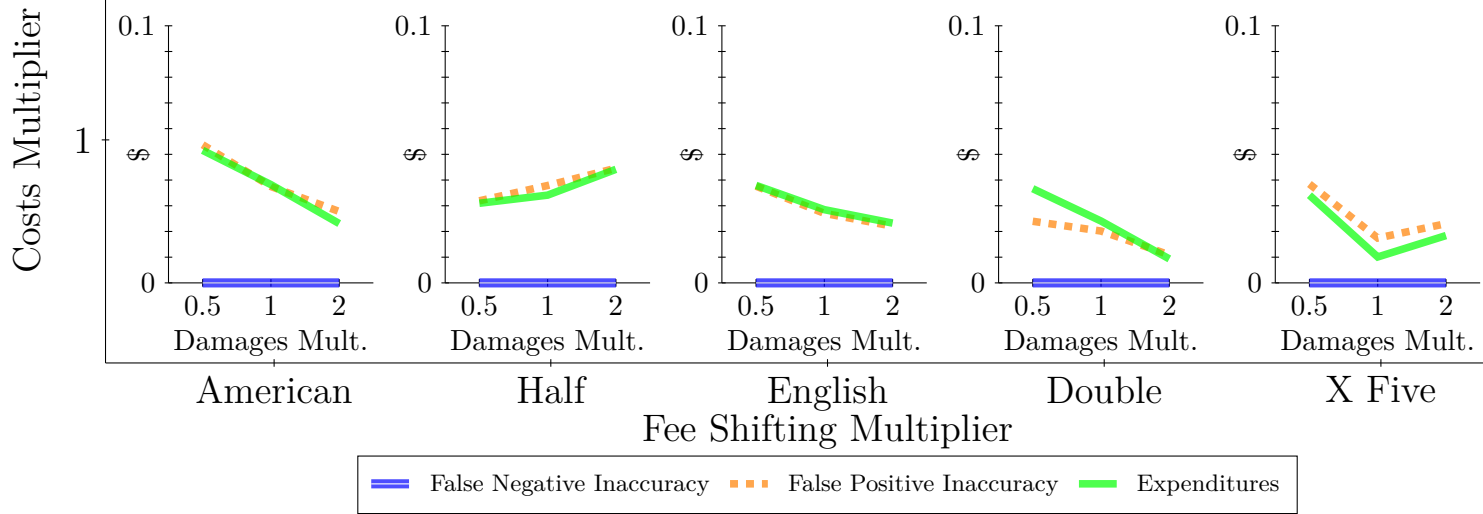 Costs Multiplier
1
0.1 0.1 0.1 0.1 0.1
$ $ $ $ $
0 0 0 0 0
0.5 1 2 0.5 1 2 0.5 1 2 0.5 1 2 0.5 1 2
Damages Mult. Damages Mult. Damages Mult. Damages Mult. Damages Mult.
American Half English Double X Five
Fee Shifting Multiplier
False Negative Inaccuracy False Positive Inaccuracy Expenditures